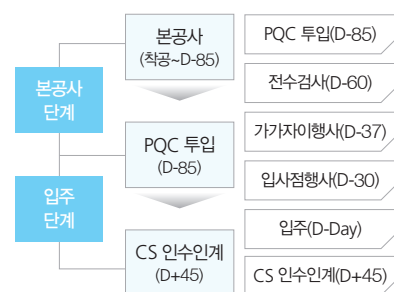 본공사
단계
입주
단계
본공사
(착공~D-85)
PQC 투입
(D-85)
CS 인수인계
(D+45)
PQC 투입(D-85)
전수검사(D-60)
가가자이행사(D-37)
입사점행사(D-30)
입주(D-Day)
CS 인수인계(D+45)